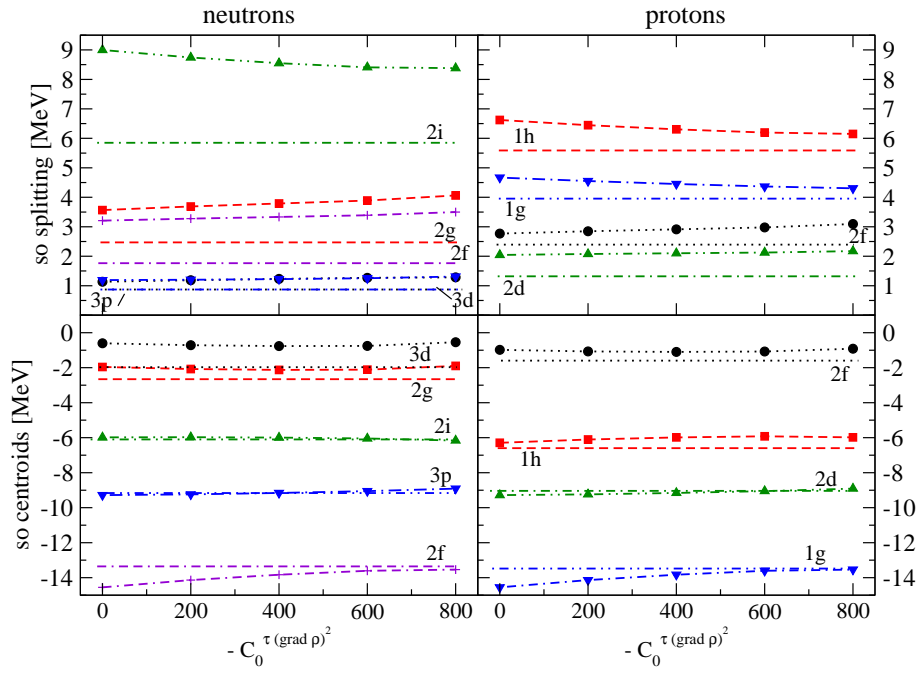 neutrons
protons
so splitting [MeV]
9
8
7
6
5
4
3
2
1
2i
2g
2f
3p
3d
1h
1g
2f
2d
9
8
7
6
5
4
3
2
1
so centroids [MeV]
0
-2
-4
-6
-8
-10
-12
-14
3d
2g
2i
3p
2f
2f
1h
2d
1g
0
-2
-4
-6
-8
-10
-12
-14
0 200 400 600 800
0 200 400 600 800
- C₀ τ (grad ρ)²
- C₀ τ (grad ρ)²